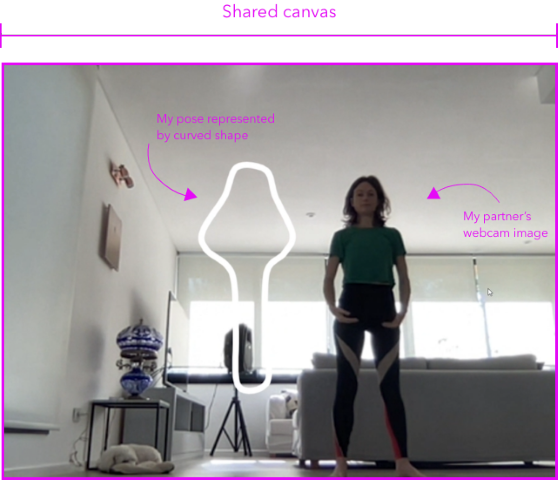 Shared canvas
My pose represented
by curved shape
My partner's
webcam image